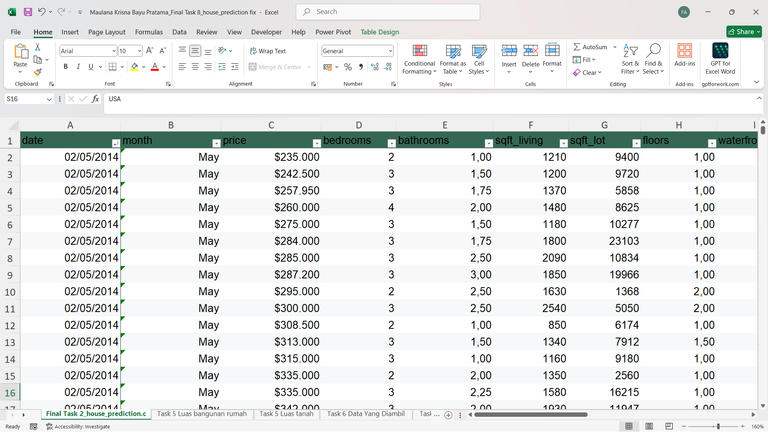 Maulana Krisna Bayu Pratama_Final Task 8_house_prediction fix - Excel
Search
FA
File Home Insert Page Layout Formulas Data Review View Developer Help Power Pivot Table Design Share
Paste Arial 10 Wrap Text General AutoSum
B I U Merge & Center Fill
Conditional Formatting Format as Table Cell Styles Insert Delete Format Clear Sort & Filter Find & Select Add-ins GPT for Excel Word
Clipboard Font Alignment Number Styles Cells Editing Add-ins gptforwork.com
S16 fx USA
A B C D E F G H I
1 date month price bedrooms bathrooms sqft_living sqft_lot floors waterfro
2 02/05/2014 May $235.000 2 1,00 1210 9400 1,00
3 02/05/2014 May $242.500 3 1,50 1200 9720 1,00
4 02/05/2014 May $257.950 3 1,75 1370 5858 1,00
5 02/05/2014 May $260.000 4 2,00 1480 8625 1,00
6 02/05/2014 May $275.000 3 1,50 1180 10277 1,00
7 02/05/2014 May $284.000 3 1,75 1800 23103 1,00
8 02/05/2014 May $285.000 3 2,50 2090 10834 1,00
9 02/05/2014 May $287.200 3 3,00 1850 19966 1,00
10 02/05/2014 May $295.000 2 2,50 1630 1368 2,00
11 02/05/2014 May $300.000 3 2,50 2540 5050 2,00
12 02/05/2014 May $308.500 2 1,00 850 6174 1,00
13 02/05/2014 May $313.000 3 1,50 1340 7912 1,50
14 02/05/2014 May $315.000 3 1,00 1160 9180 1,00
15 02/05/2014 May $335.000 2 2,00 1350 2560 1,00
16 02/05/2014 May $335.000 3 2,25 1580 16215 1,00
17 02/05/2014 May $342.000 3 2,00 1930 11947 1,00
Final Task 2_house_prediction.c Task 5 Luas bangunan rumah Task 5 Luas tanah Task 6 Data Yang Diambil Task ...
Ready Accessibility: Investigate 160%